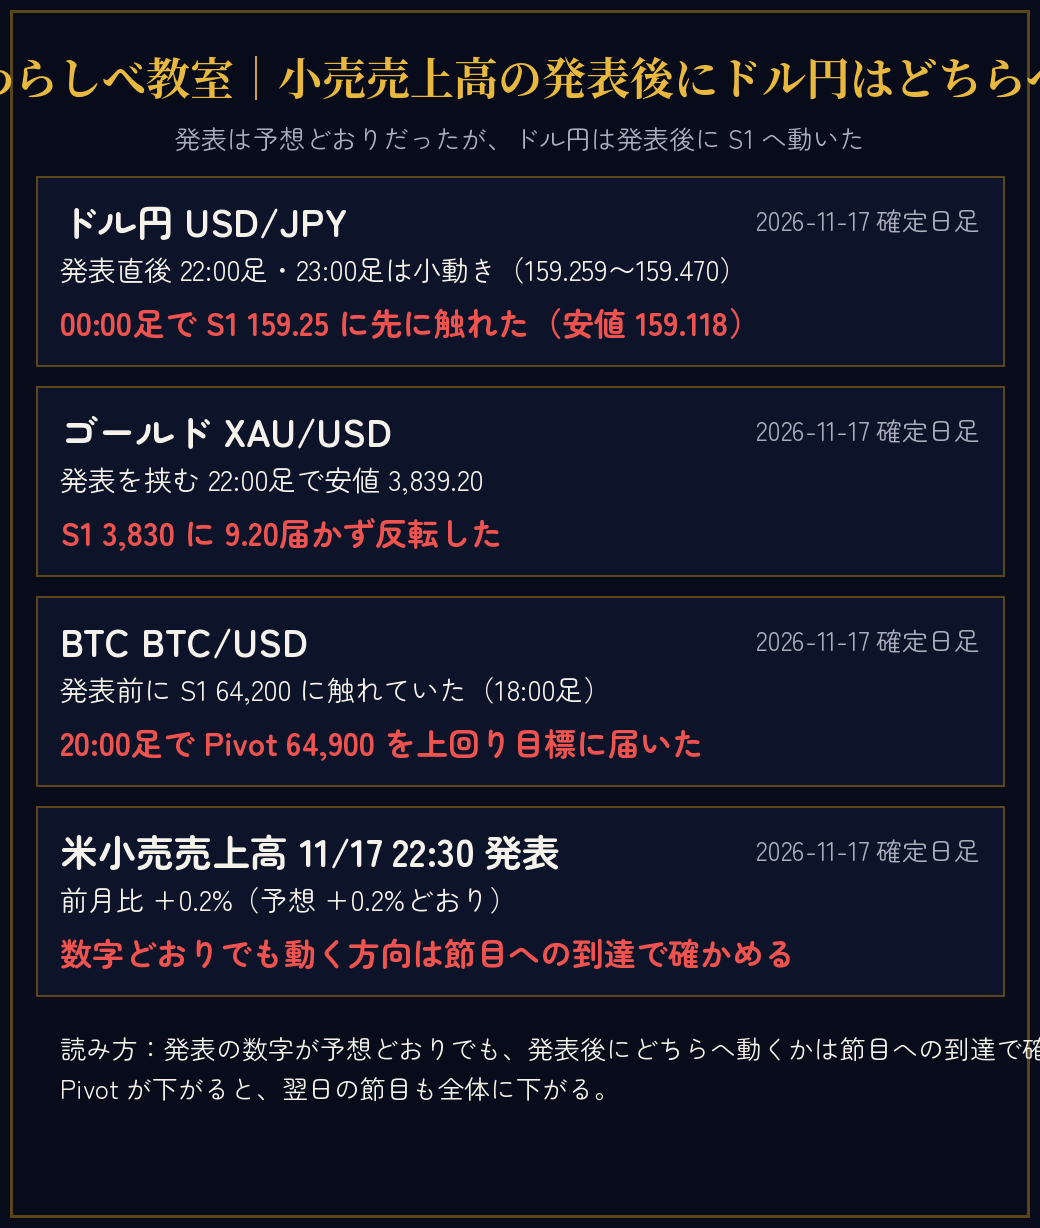 らしべ教室｜小売売上高の発表後にドル円はどちら
発表は予想どおりだったが、ドル円は発表後に S1 へ動いた
ドル円 USD/JPY
2026-11-17 確定日足
発表直後 22:00足・23:00足は小動き（159.259〜159.470）
00:00足で S1 159.25 に先に触れた（安値 159.118）
ゴールド XAU/USD
2026-11-17 確定日足
発表を挟む 22:00足で安値 3,839.20
S1 3,830 に 9.20届かず反転した
BTC BTC/USD
2026-11-17 確定日足
発表前に S1 64,200 に触れていた（18:00足）
20:00足で Pivot 64,900 を上回り目標に届いた
米小売売上高 11/17 22:30 発表
2026-11-17 確定日足
前月比 +0.2%（予想 +0.2%どおり）
数字どおりでも動く方向は節目への到達で確かめる
読み方：発表の数字が予想どおりでも、発表後にどちらへ動くかは節目への到達で
Pivot が下がると、翌日の節目も全体に下がる。